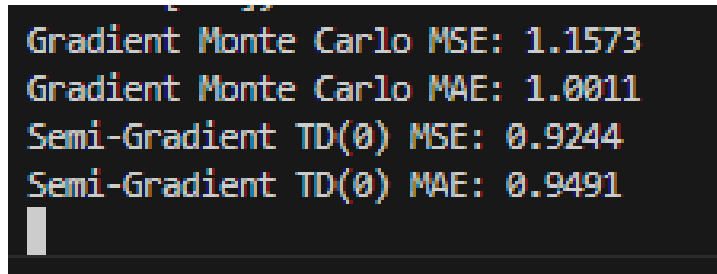 Gradient Monte Carlo MSE: 1.1573
Gradient Monte Carlo MAE: 1.0011
Semi-Gradient TD(0) MSE: 0.9244
Semi-Gradient TD(0) MAE: 0.9491